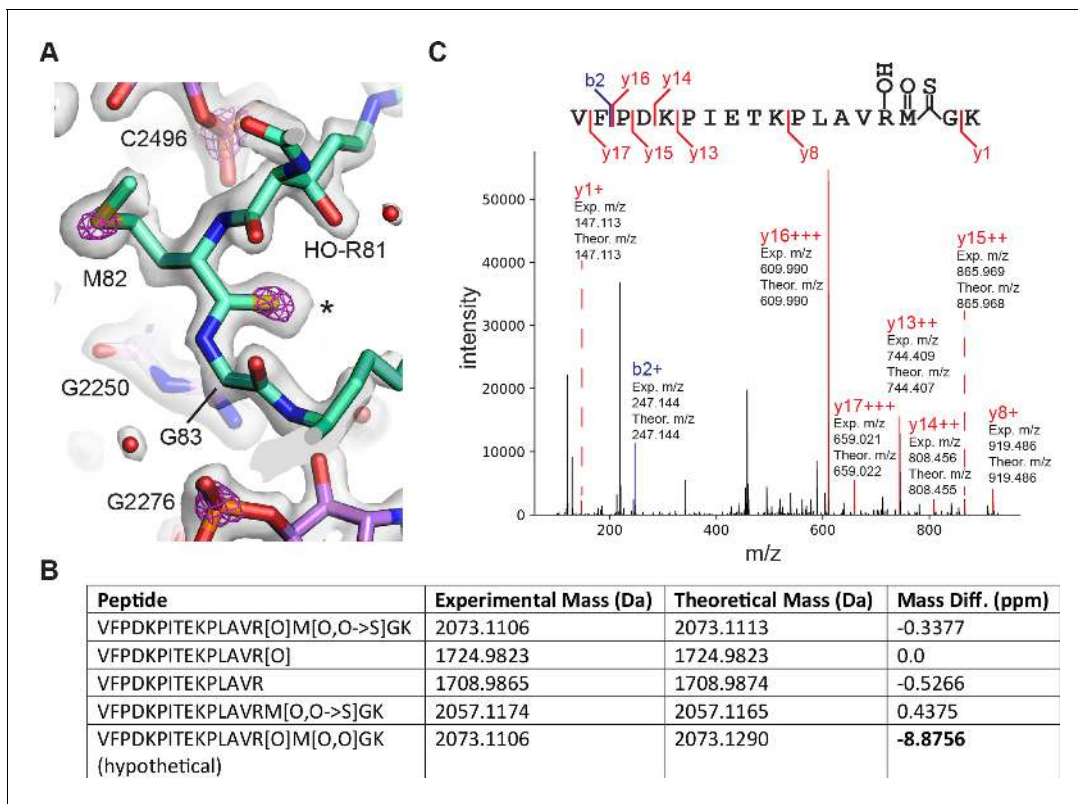 A
C2496
HO-R81
M82
*
G2250
G83
G2276
C
b2 y16 y14
OH O S
V F P D K P I E T K P L A V R M G K
y17 y15 y13 y8 y1
intensity
50000
40000
30000
20000
10000
0
200 400 600 800
m/z
y1+
Exp. m/z
147.113
Theor. m/z
147.113
b2+
Exp. m/z
247.144
Theor. m/z
247.144
y16+++
Exp. m/z
609.990
Theor. m/z
609.990
y17+++
Exp. m/z
659.021
Theor. m/z
659.022
y13++
Exp. m/z
744.409
Theor. m/z
744.407
y14++
Exp. m/z
808.456
Theor. m/z
808.455
y15++
Exp. m/z
865.969
Theor. m/z
865.968
y8+
Exp. m/z
919.486
Theor. m/z
919.486
B
Peptide Experimental Mass (Da) Theoretical Mass (Da) Mass Diff. (ppm)
VFPDKPITEKPLAVR[O]M[O,O->S]GK 2073.1106 2073.1113 -0.3377
VFPDKPITEKPLAVR[O] 1724.9823 1724.9823 0.0
VFPDKPITEKPLAVR 1708.9865 1708.9874 -0.5266
VFPDKPITEKPLAVRM[O,O->S]GK 2057.1174 2057.1165 0.4375
VFPDKPITEKPLAVR[O]M[O,O]GK 2073.1106 2073.1290 -8.8756
(hypothetical)